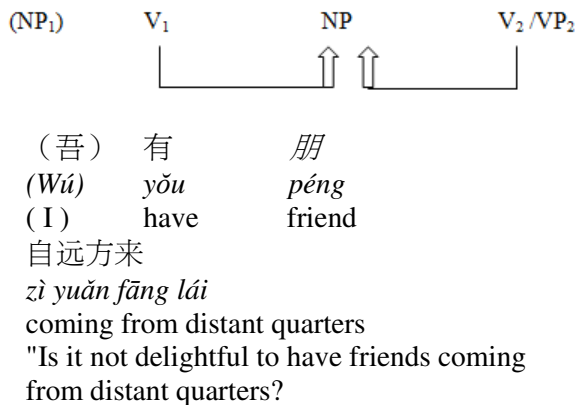 (NP₁) V₁ NP V₂ /VP₂
（吾） 有 朋
(Wú) yǒu péng
( I ) have friend
自远方来
zì yuǎn fāng lái
coming from distant quarters
"Is it not delightful to have friends coming
from distant quarters?